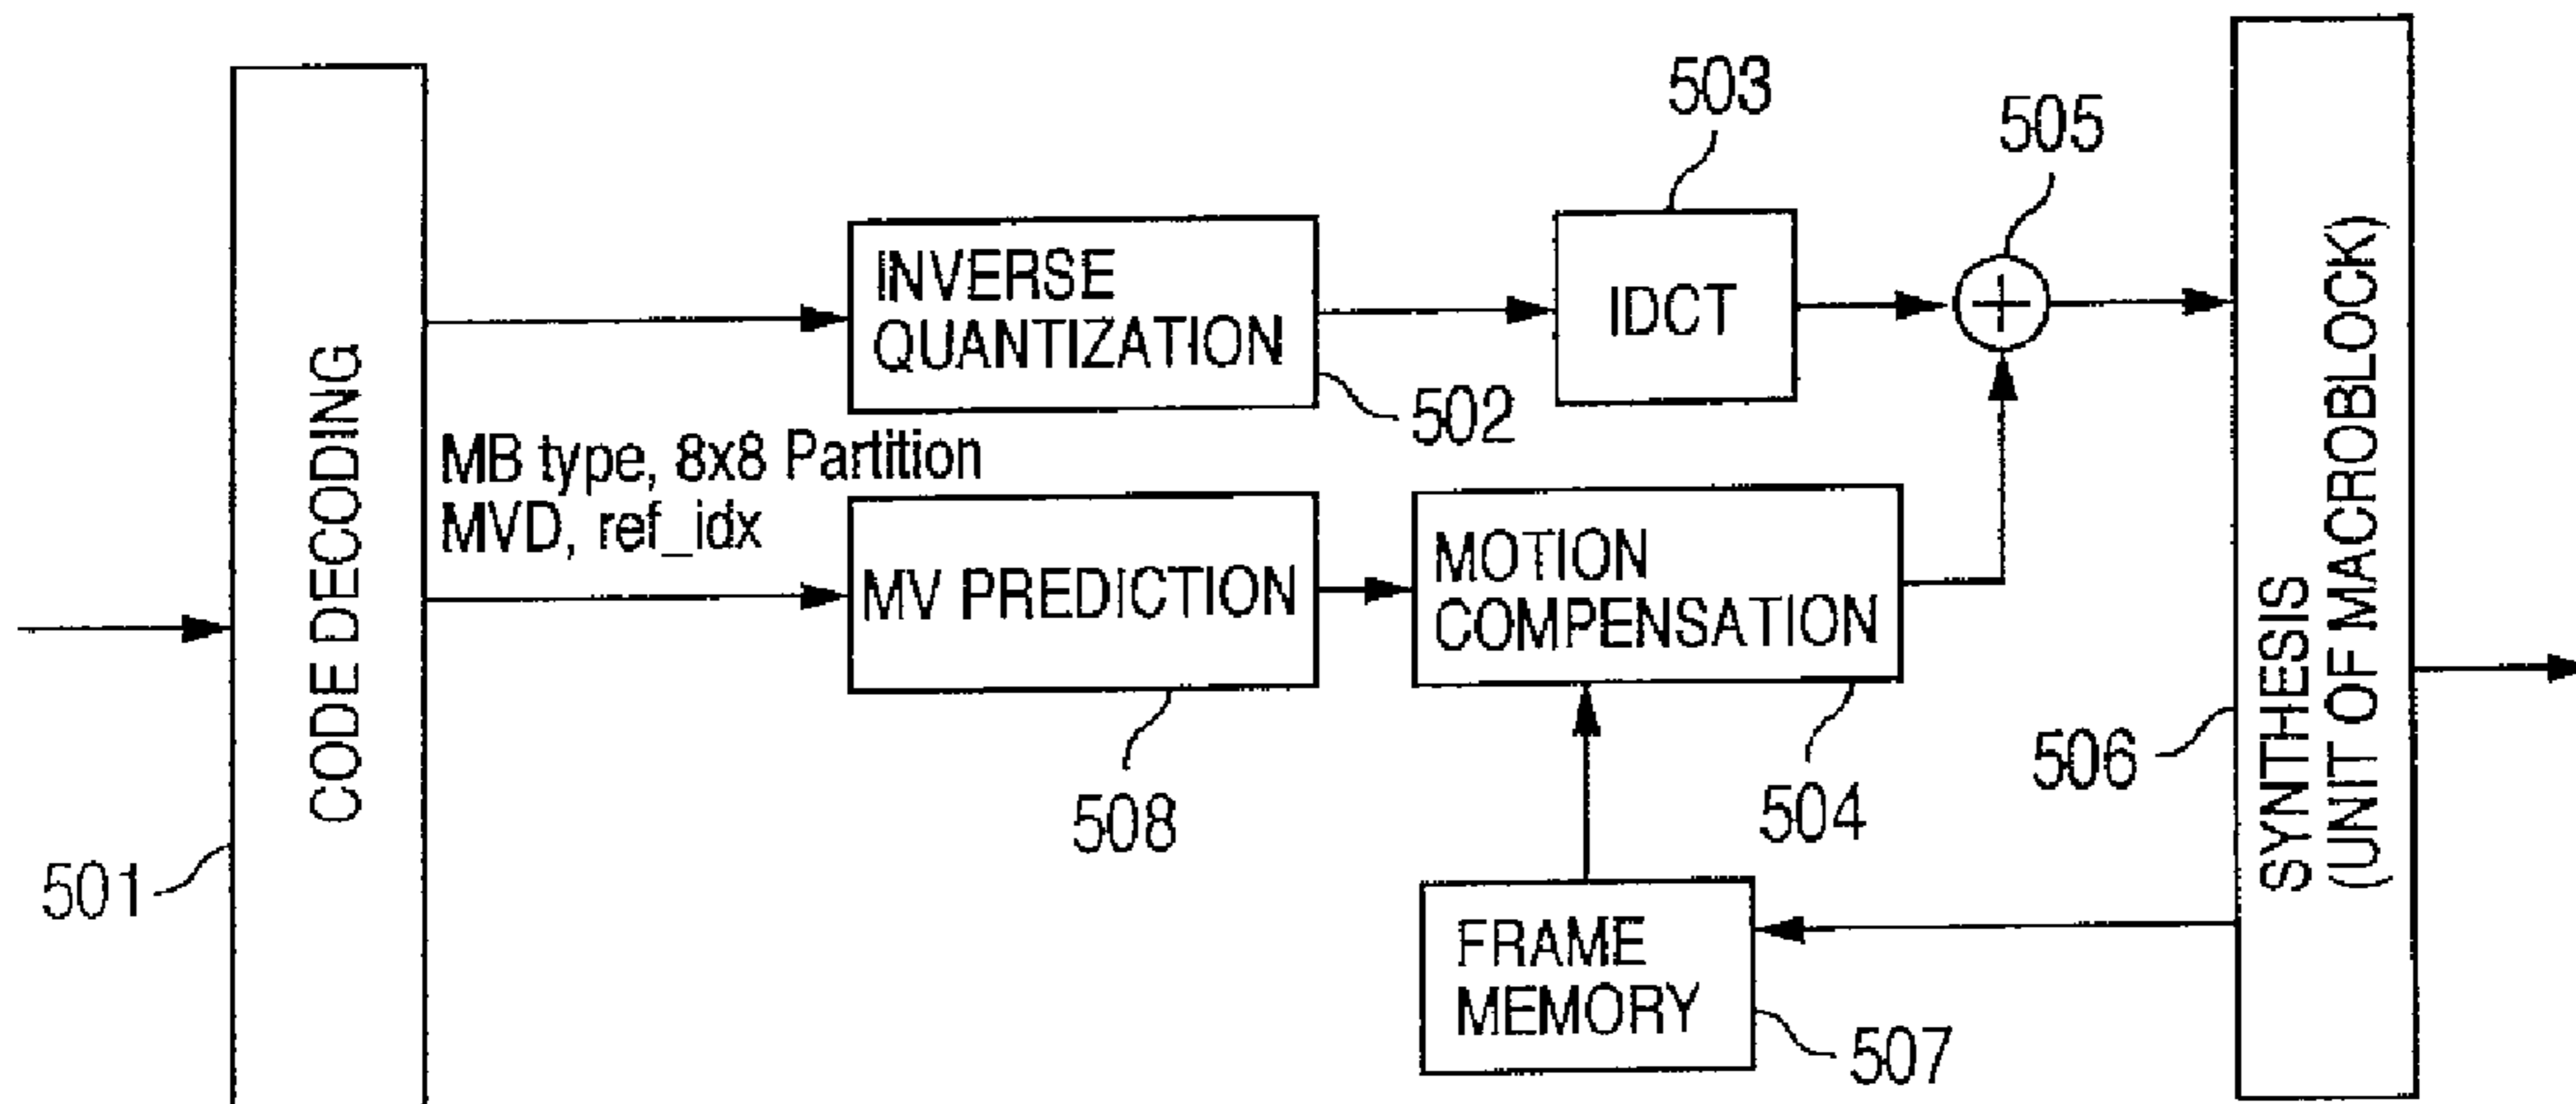 503
505
INVERSE
QUANTIZATION
IDCT
502
CODE DECODING
MB type, 8x8 Partition
MVD, ref_idx
MV PREDICTION
MOTION
COMPENSATION
SYNTHESIS
(UNIT OF MACROBLOCK)
506
508
504
501
FRAME
MEMORY
507